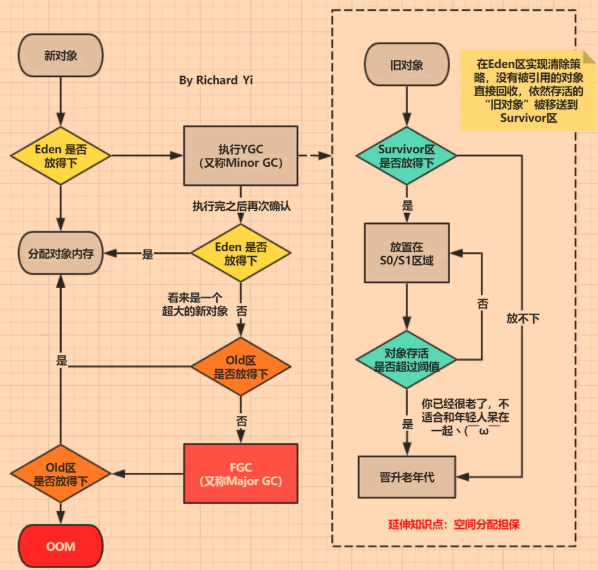 新对象
By Richard Yi
Eden 是否
放得下
执行YGC
(又称Minor GC)
执行完之后再次确认
分配对象内存
是
Eden 是否
放得下
看来是一个
超大的新对象
否
是
Old区
是否放得下
否
Old区
是否放得下
FGC
(又称Major GC)
OOM
旧对象
在Eden区实现清除策
略，没有被引用的对象
直接回收，依然存活的
“旧对象”被移送到
Survivor区
Survivor区
是否放得下
是
放置在
S0/S1区域
否
放不下
对象存活
是否超过阈值
你已经很老了，不
适合和年轻人呆在
一起ヽ(￣ω￣
是
晋升老年代
延伸知识点：空间分配担保